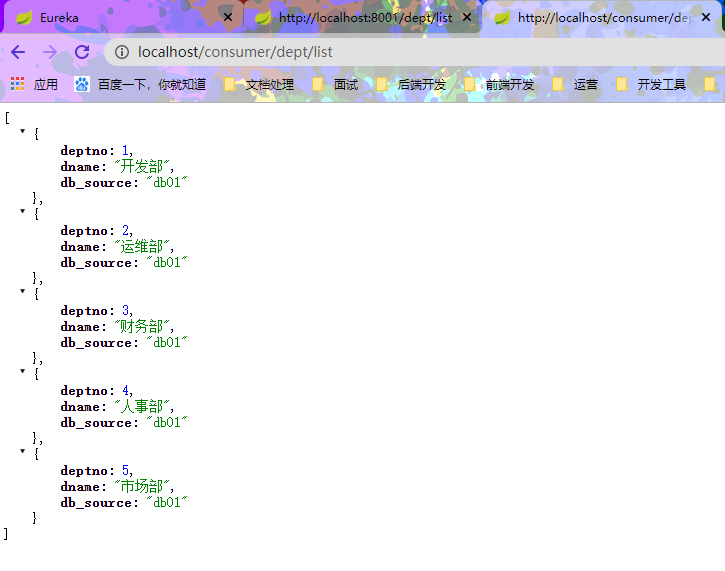 Eureka
http://localhost:8001/dept/list
http://localhost/consumer/de
localhost/consumer/dept/list
应用 百度一下，你就知道 文档处理 面试 后端开发 前端开发 运营 开发工具
[
{
deptno: 1,
dname: "开发部",
db_source: "db01"
},
{
deptno: 2,
dname: "运维部",
db_source: "db01"
},
{
deptno: 3,
dname: "财务部",
db_source: "db01"
},
{
deptno: 4,
dname: "人事部",
db_source: "db01"
},
{
deptno: 5,
dname: "市场部",
db_source: "db01"
}
]